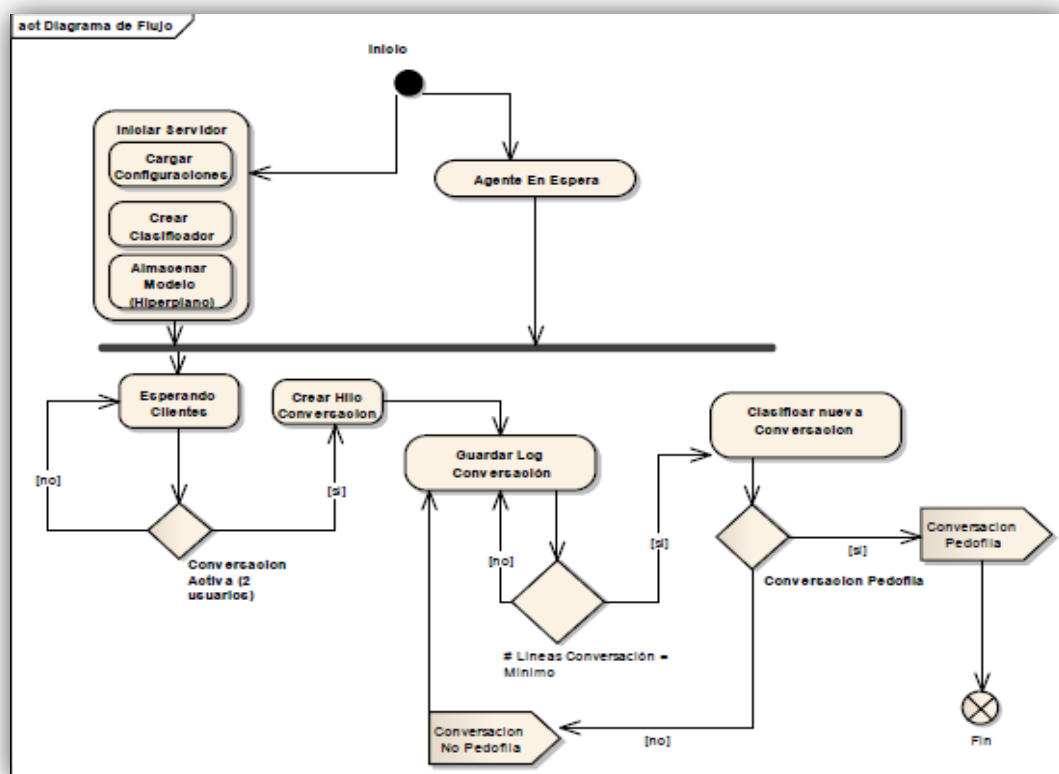 act Diagrama de Flujo
Inicio
Iniciar Servidor
Cargar
Configuraciones
Agente En Espera
Crear
Clasificador
Almacenar
Modelo
(Hiperplano)
Esperando
Clientes
Crear Hilo
Conversacion
Clasificar nueva
Conversacion
Guardar Log
Conversación
[no]
[si]
[no]
[si]
Conversacion
Pedofila
[si]
Conversacion
Activa (2
usuarios)
Conversacion Pedofila
# Lineas Conversación =
Minimo
Conversacion
No Pedofila
[no]
Fin